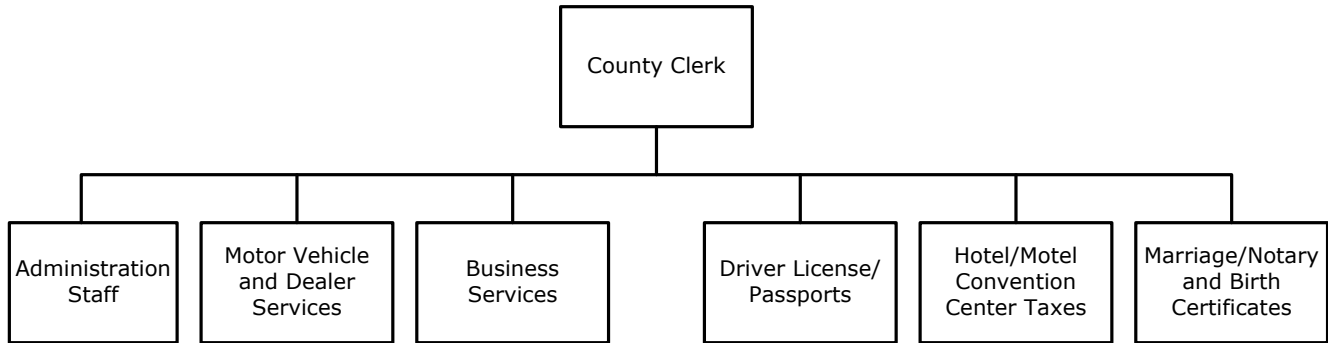 County Clerk
Administration
Staff
Motor Vehicle
and Dealer
Services
Business
Services
Driver License/
Passports
Hotel/Motel
Convention
Center Taxes
Marriage/Notary
and Birth
Certificates